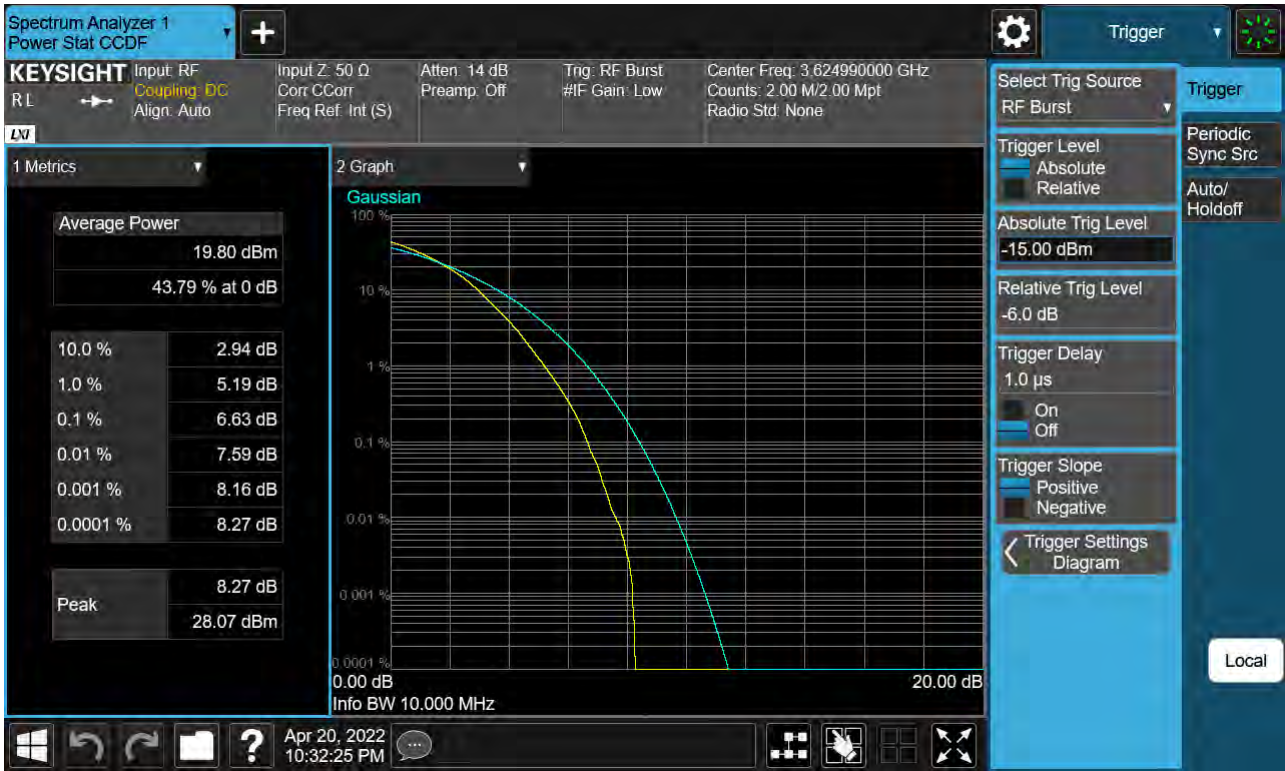 Spectrum Analyzer 1
Power Stat CCDF
+
Trigger
KEYSIGHT
RL
LXI
Input: RF
Coupling: DC
Align: Auto
Input Z: 50 Ω
Corr CCorr
Freq Ref: Int (S)
Atten: 14 dB
Preamp: Off
Trig: RF Burst
#IF Gain: Low
Center Freq: 3.624990000 GHz
Counts: 2.00 M/2.00 Mpt
Radio Std: None
1 Metrics
Average Power
19.80 dBm
43.79 % at 0 dB
10.0 % 2.94 dB
1.0 % 5.19 dB
0.1 % 6.63 dB
0.01 % 7.59 dB
0.001 % 8.16 dB
0.0001 % 8.27 dB
Peak
8.27 dB
28.07 dBm
2 Graph
Gaussian
100 %
10 %
1 %
0.1 %
0.01 %
0.001 %
0.0001 %
0.00 dB 20.00 dB
Info BW 10.000 MHz
Select Trig Source
RF Burst
Trigger Level
Absolute
Relative
Absolute Trig Level
-15.00 dBm
Relative Trig Level
-6.0 dB
Trigger Delay
1.0 µs
On
Off
Trigger Slope
Positive
Negative
Trigger Settings
Diagram
Trigger
Periodic
Sync Src
Auto/
Holdoff
Local
?
Apr 20, 2022
10:32:25 PM